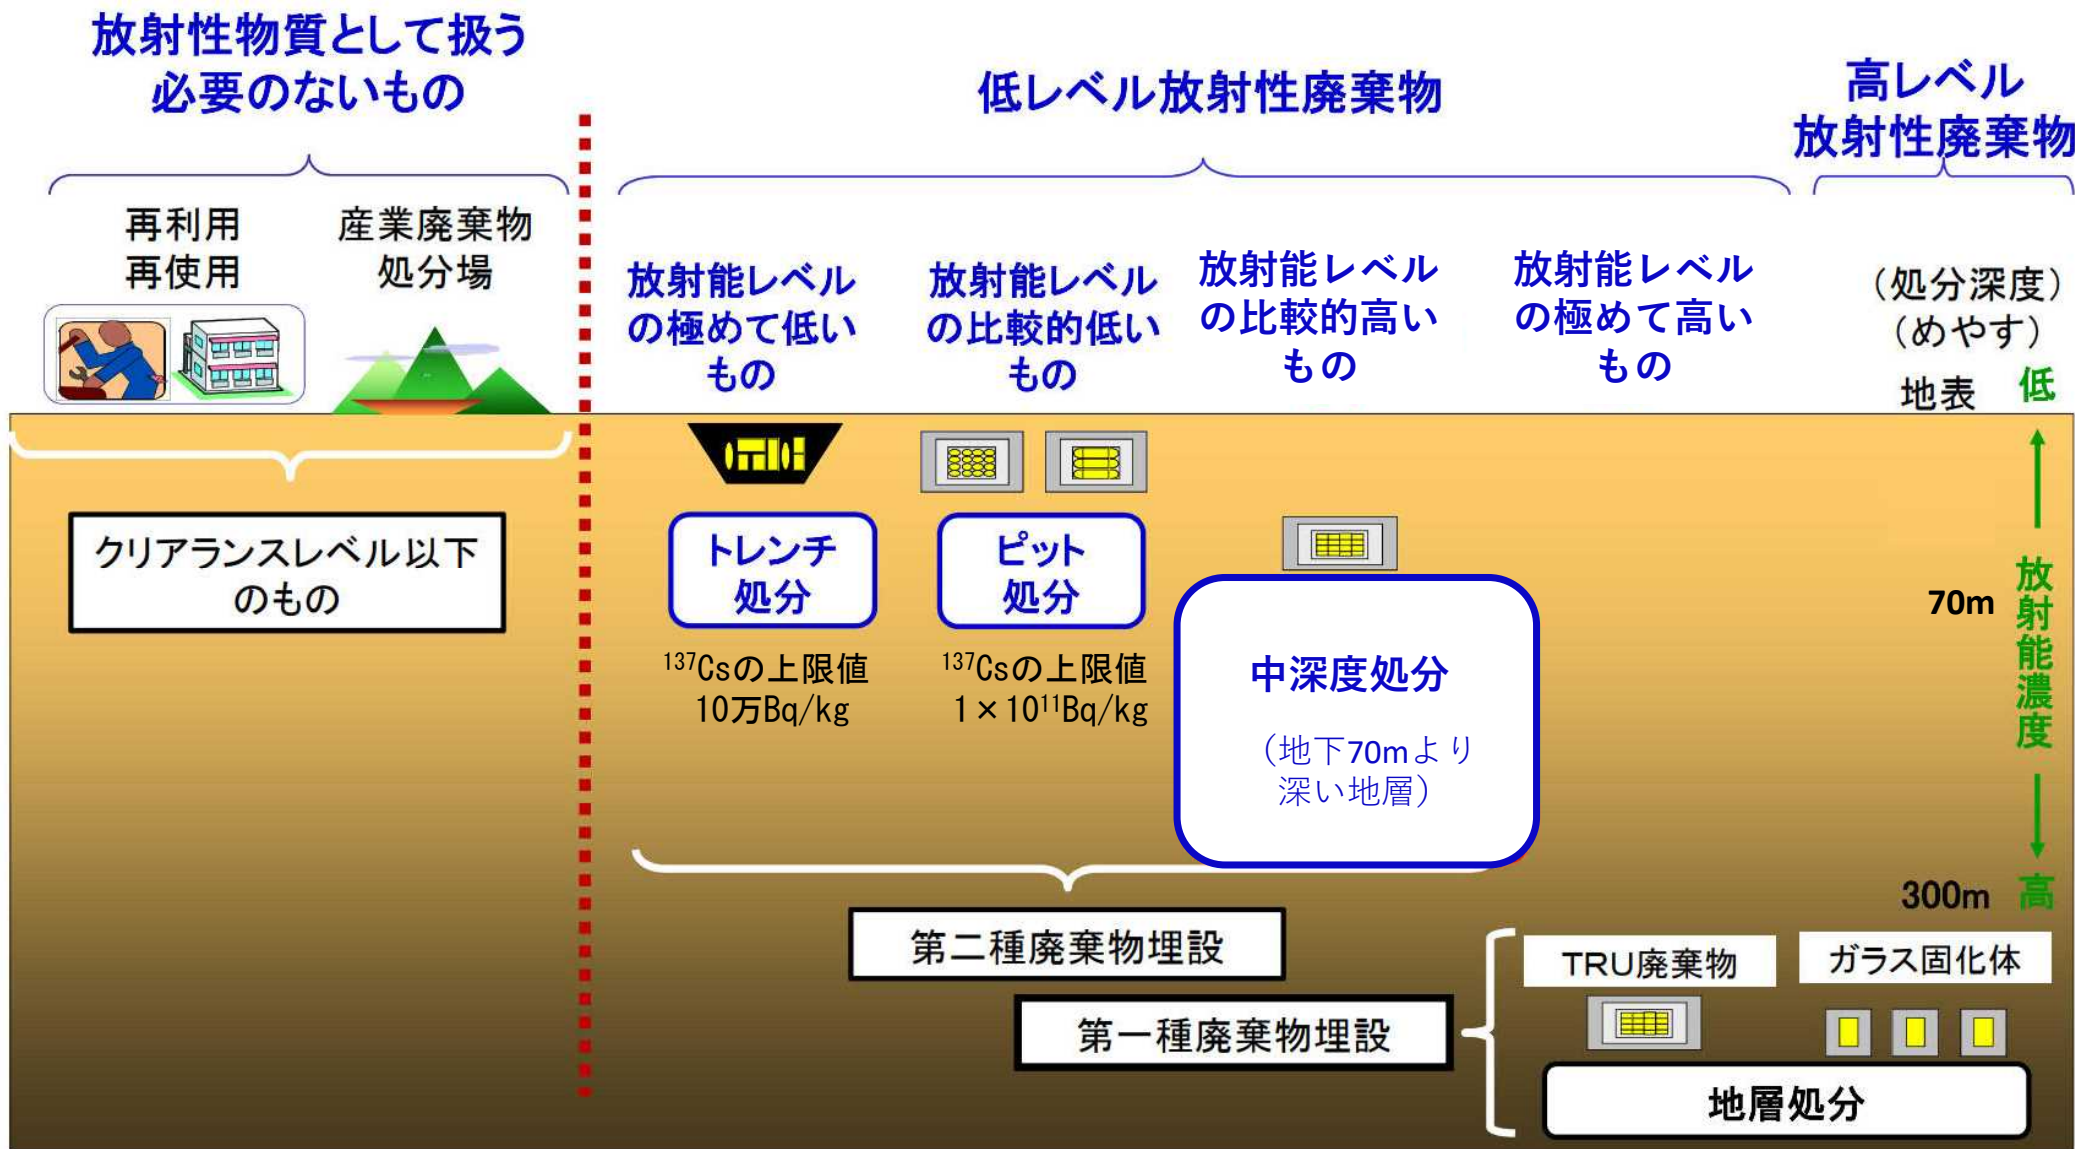 放射性物質として扱う
必要のないもの
低レベル放射性廃棄物
高レベル
放射性廃棄物
再利用
再使用
産業廃棄物
処分場
放射能レベル
の極めて低い
もの
放射能レベル
の比較的低い
もの
放射能レベル
の比較的高い
もの
放射能レベル
の極めて高い
もの
（処分深度）
（めやす）
地表
低
クリアランスレベル以下
のもの
トレンチ
処分
137Csの上限値
10万Bq/kg
ピット
処分
137Csの上限値
1×10¹¹Bq/kg
中深度処分
（地下70mより
深い地層）
70m
放射能濃度
300m
高
第二種廃棄物埋設
第一種廃棄物埋設
TRU廃棄物
ガラス固化体
地層処分